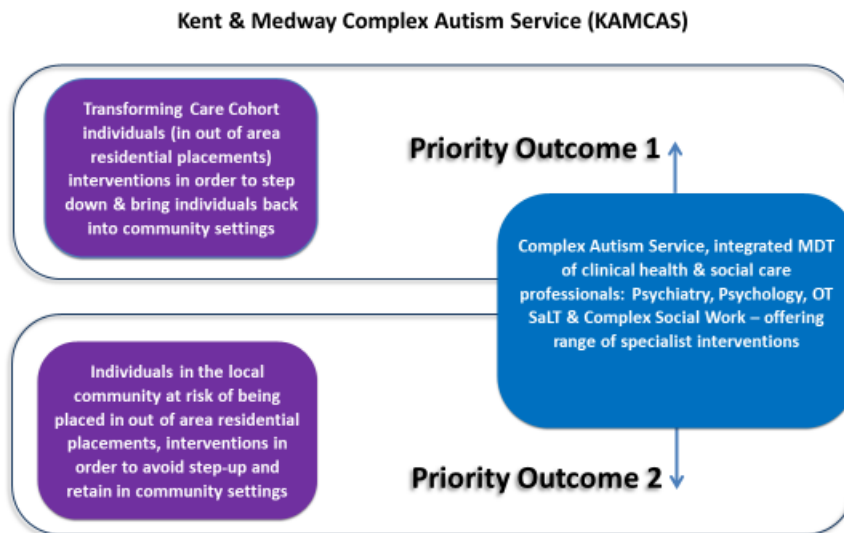 Kent & Medway Complex Autism Service (KAMCAS)
Transforming Care Cohort
individuals (in out of area
residential placements)
interventions in order to step
down & bring individuals back
into community settings
Priority Outcome 1
Complex Autism Service, integrated MDT
of clinical health & social care
professionals: Psychiatry, Psychology, OT
SaLT & Complex Social Work – offering
range of specialist interventions
Individuals in the local
community at risk of being
placed in out of area residential
placements, interventions in
order to avoid step-up and
retain in community settings
Priority Outcome 2